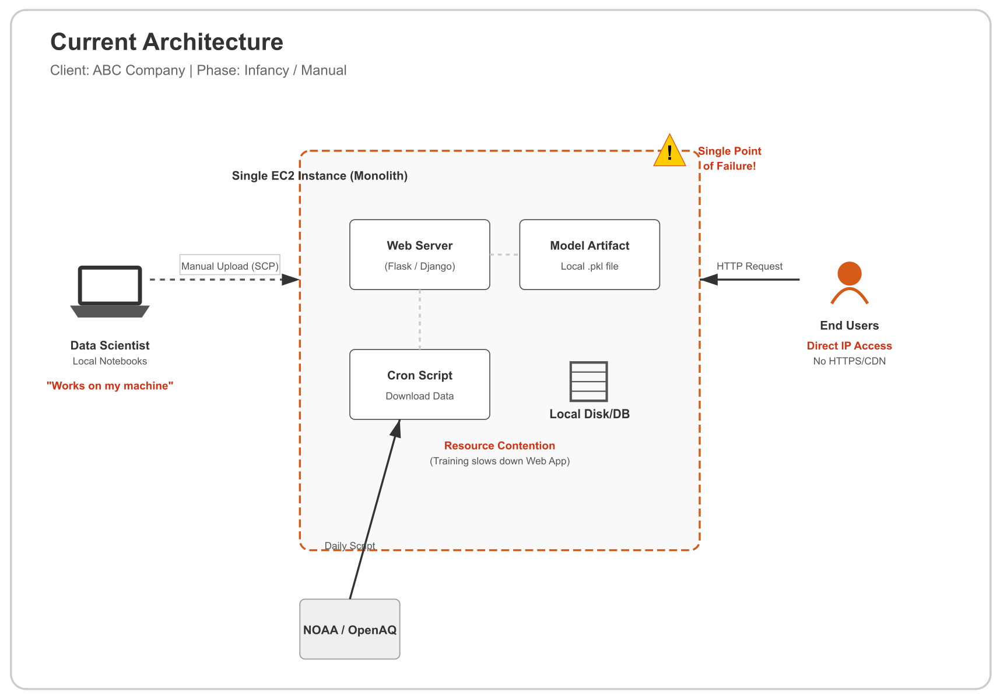 Current Architecture
Client: ABC Company | Phase: Infancy / Manual
!
Single Point
of Failure!
Single EC2 Instance (Monolith)
Web Server
(Flask / Django)
Model Artifact
Local .pkl file
Manual Upload (SCP)
HTTP Request
Data Scientist
Local Notebooks
"Works on my machine"
End Users
Direct IP Access
No HTTPS/CDN
Cron Script
Download Data
Local Disk/DB
Resource Contention
(Training slows down Web App)
Daily Script
NOAA / OpenAQ